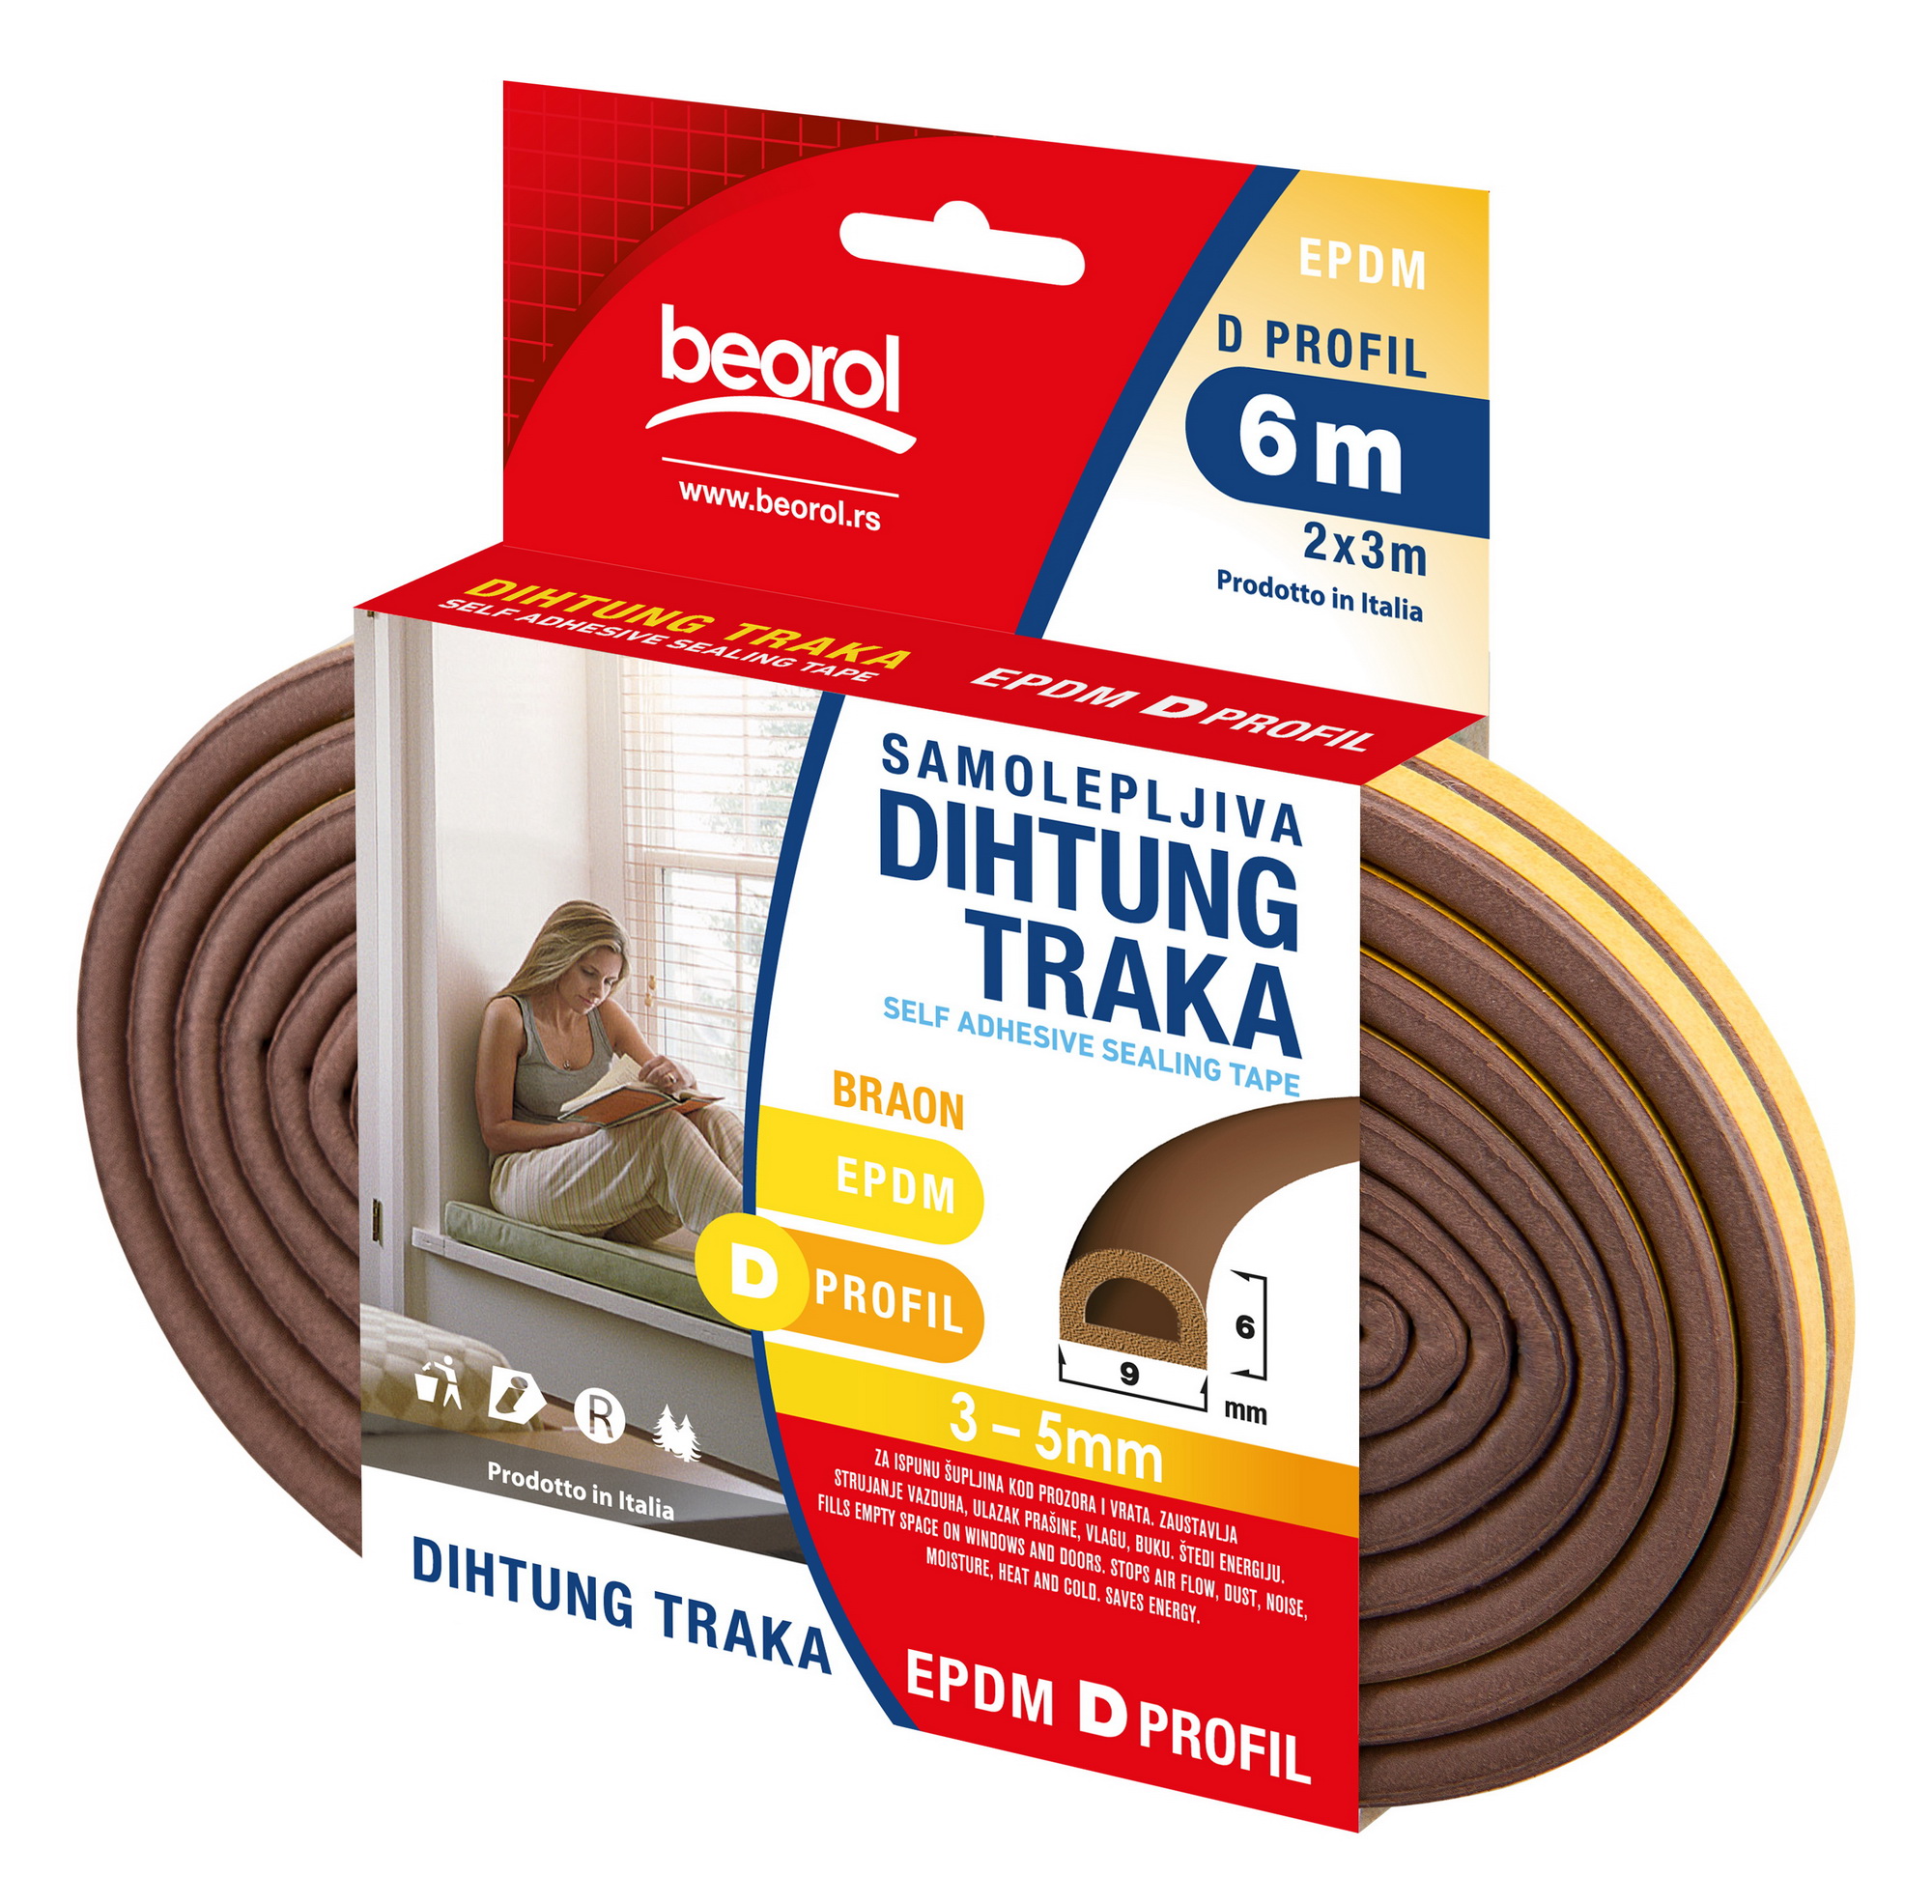 beorol
www.beorol.rs
EPDM
D PROFIL
6m
2x3m
Prodotto in Italia
DIHTUNG TRAKA
SELF ADHESIVE SEALING TAPE
EPDM D PROFIL
SAMOLEPLJIVA
DIHTUNG
TRAKA
SELF ADHESIVE SEALING TAPE
BRAON
EPDM
D PROFIL
6
9
mm
3 – 5mm
ZA ISPUNU ŠUPLJINA KOD PROZORA I VRATA. ZAUSTAVLJA
STRUJANJE VAZDUHA, ULAZAK PRAŠINE, VLAGU, BUKU. ŠTEDI ENERGIJU.
FILLS EMPTY SPACE ON WINDOWS AND DOORS. STOPS AIR FLOW, DUST, NOISE,
MOISTURE, HEAT AND COLD. SAVES ENERGY.
i
R
Prodotto in Italia
DIHTUNG TRAKA
EPDM D PROFIL